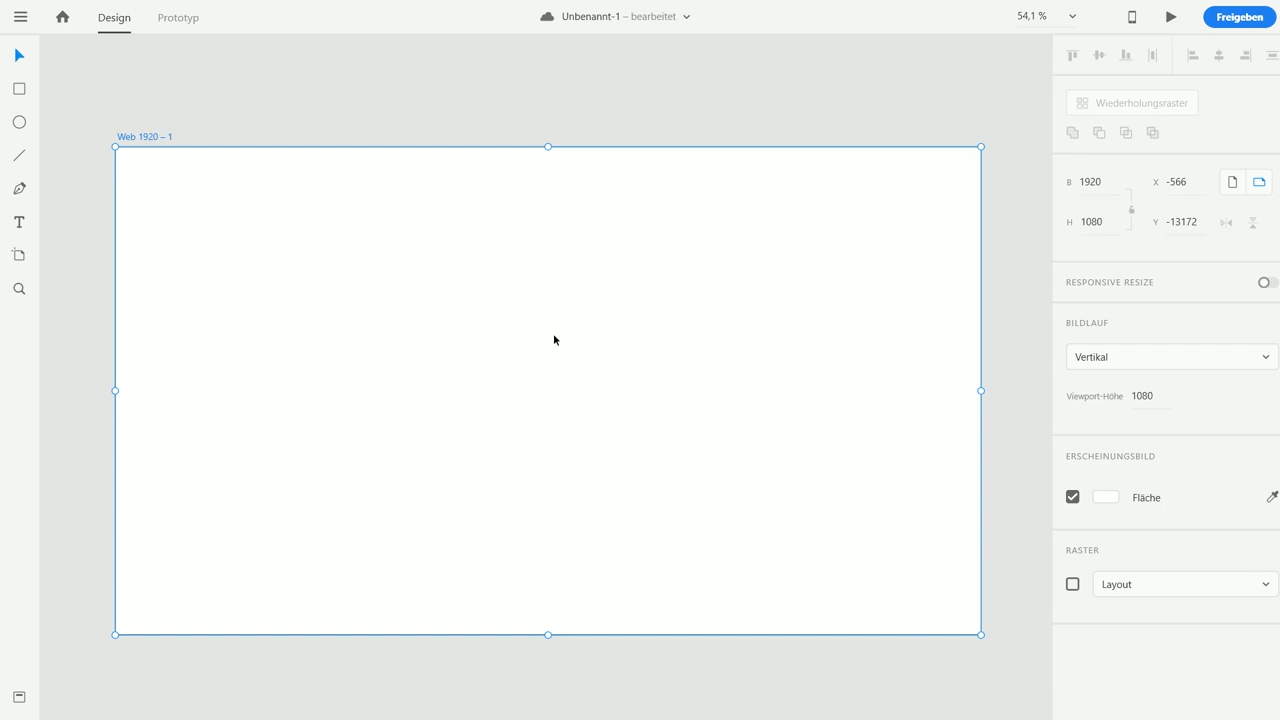 Design
Prototyp
Unbenannt-1 – bearbeitet
54,1 %
Freigeben
Web 1920 – 1
Wiederholungsraster
B 1920
X -566
H 1080
Y -13172
RESPONSIVE RESIZE
BILDLAUF
Vertikal
Viewport-Höhe 1080
ERSCHEINUNGSBILD
Fläche
RASTER
Layout